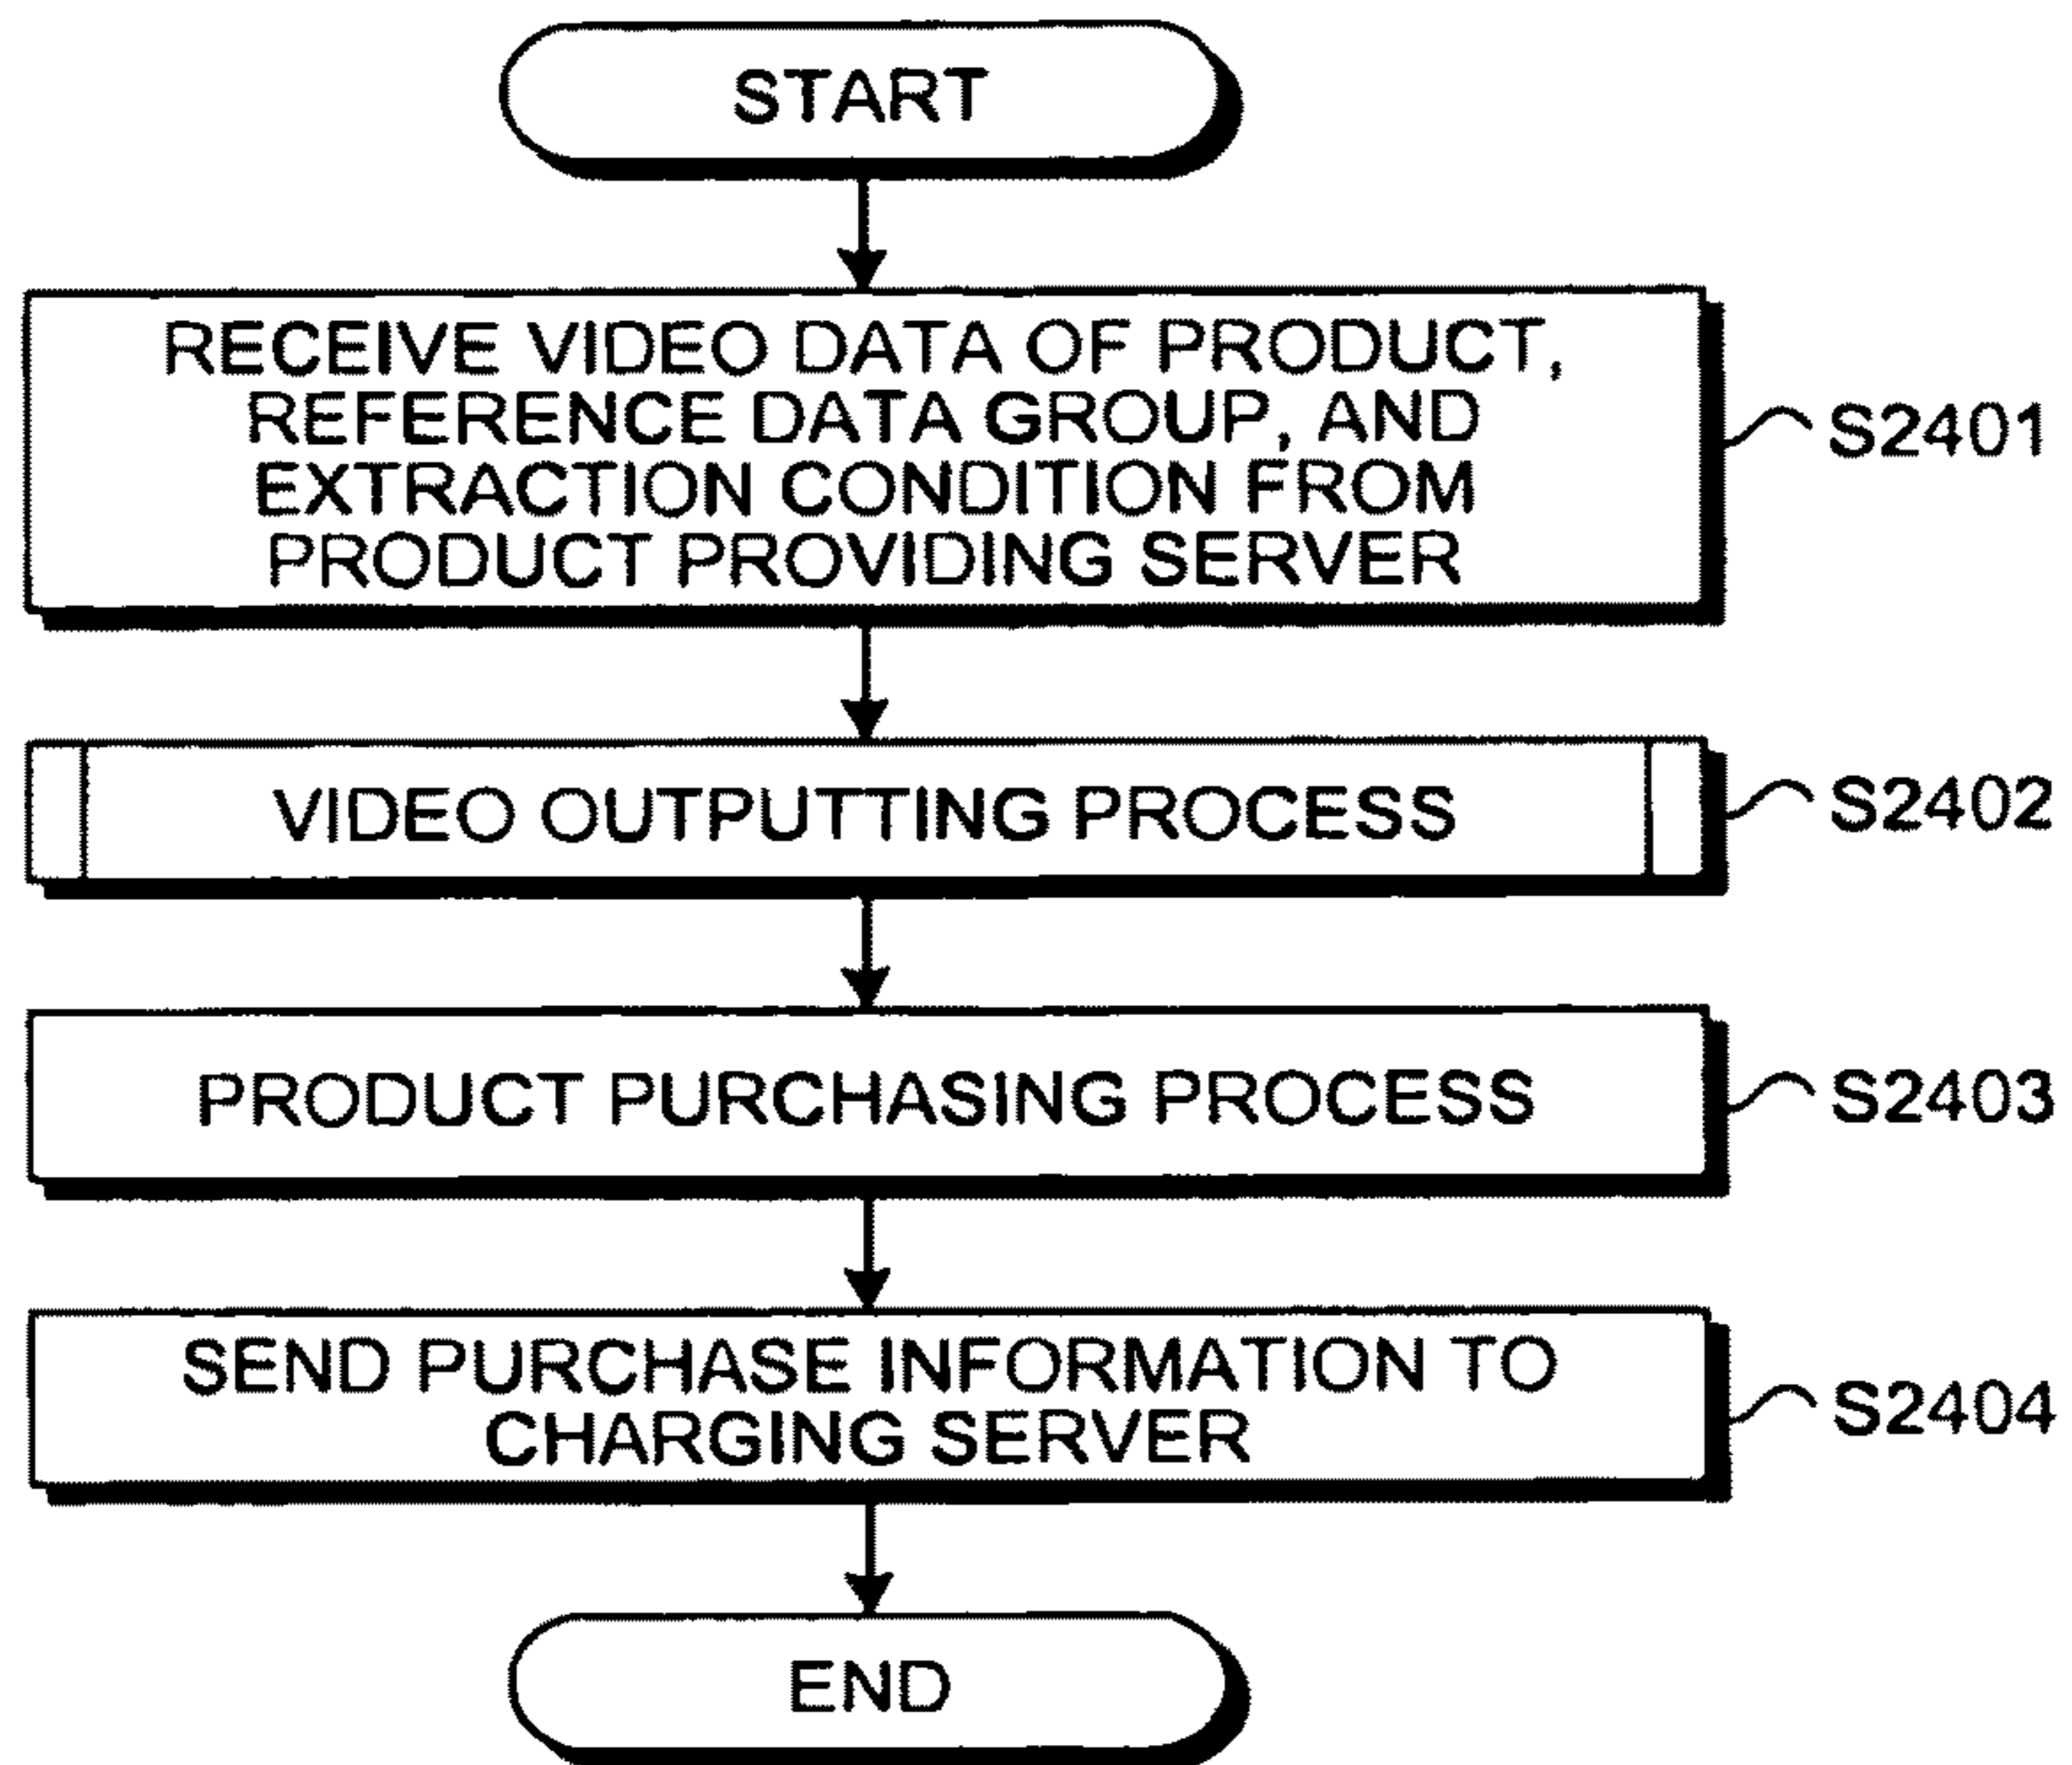 START
RECEIVE VIDEO DATA OF PRODUCT,
REFERENCE DATA GROUP, AND
EXTRACTION CONDITION FROM
PRODUCT PROVIDING SERVER
S2401
VIDEO OUTPUTTING PROCESS
S2402
PRODUCT PURCHASING PROCESS
S2403
SEND PURCHASE INFORMATION TO
CHARGING SERVER
S2404
END